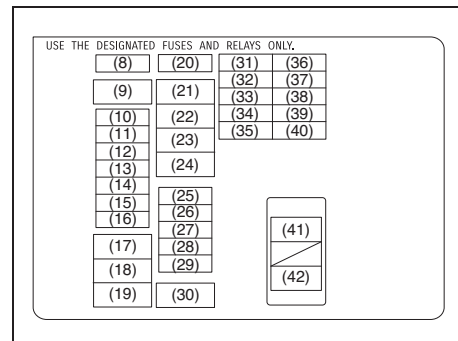 USE THE DESIGNATED FUSES AND RELAYS ONLY.
(8) (20) (31) (36)
(32) (37)
(9) (21) (33) (38)
(10) (22) (34) (39)
(11) (23) (35) (40)
(12)
(13) (24)
(14)
(15) (25)
(16) (26)
(17) (27) (41)
(28)
(18) (29) (42)
(19) (30)